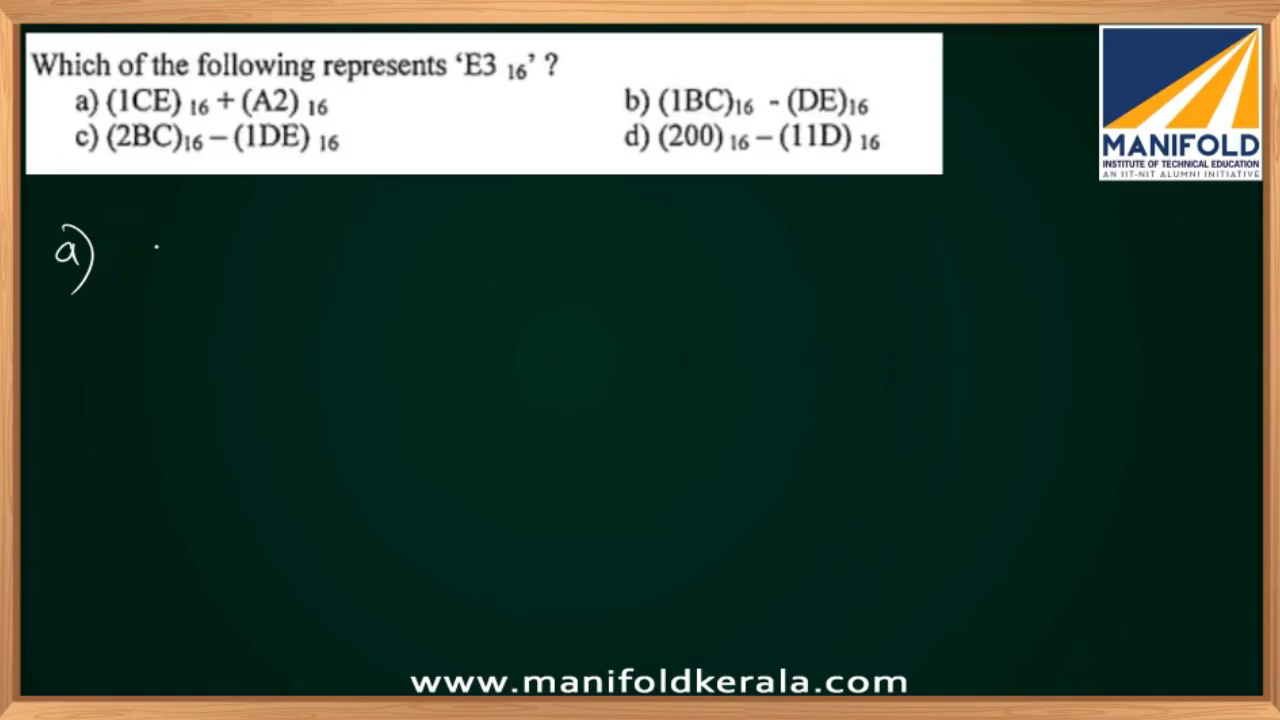 Which of the following represents ‘E3 16’ ?
a) (1CE) 16 + (A2) 16 b) (1BC)16 - (DE)16
c) (2BC)16 – (1DE) 16 d) (200) 16 – (11D) 16
MANIFOLD
INSTITUTE OF TECHNICAL EDUCATION
AN IIT-NIT ALUMNI INITIATIVE
a)
www.manifoldkerala.com